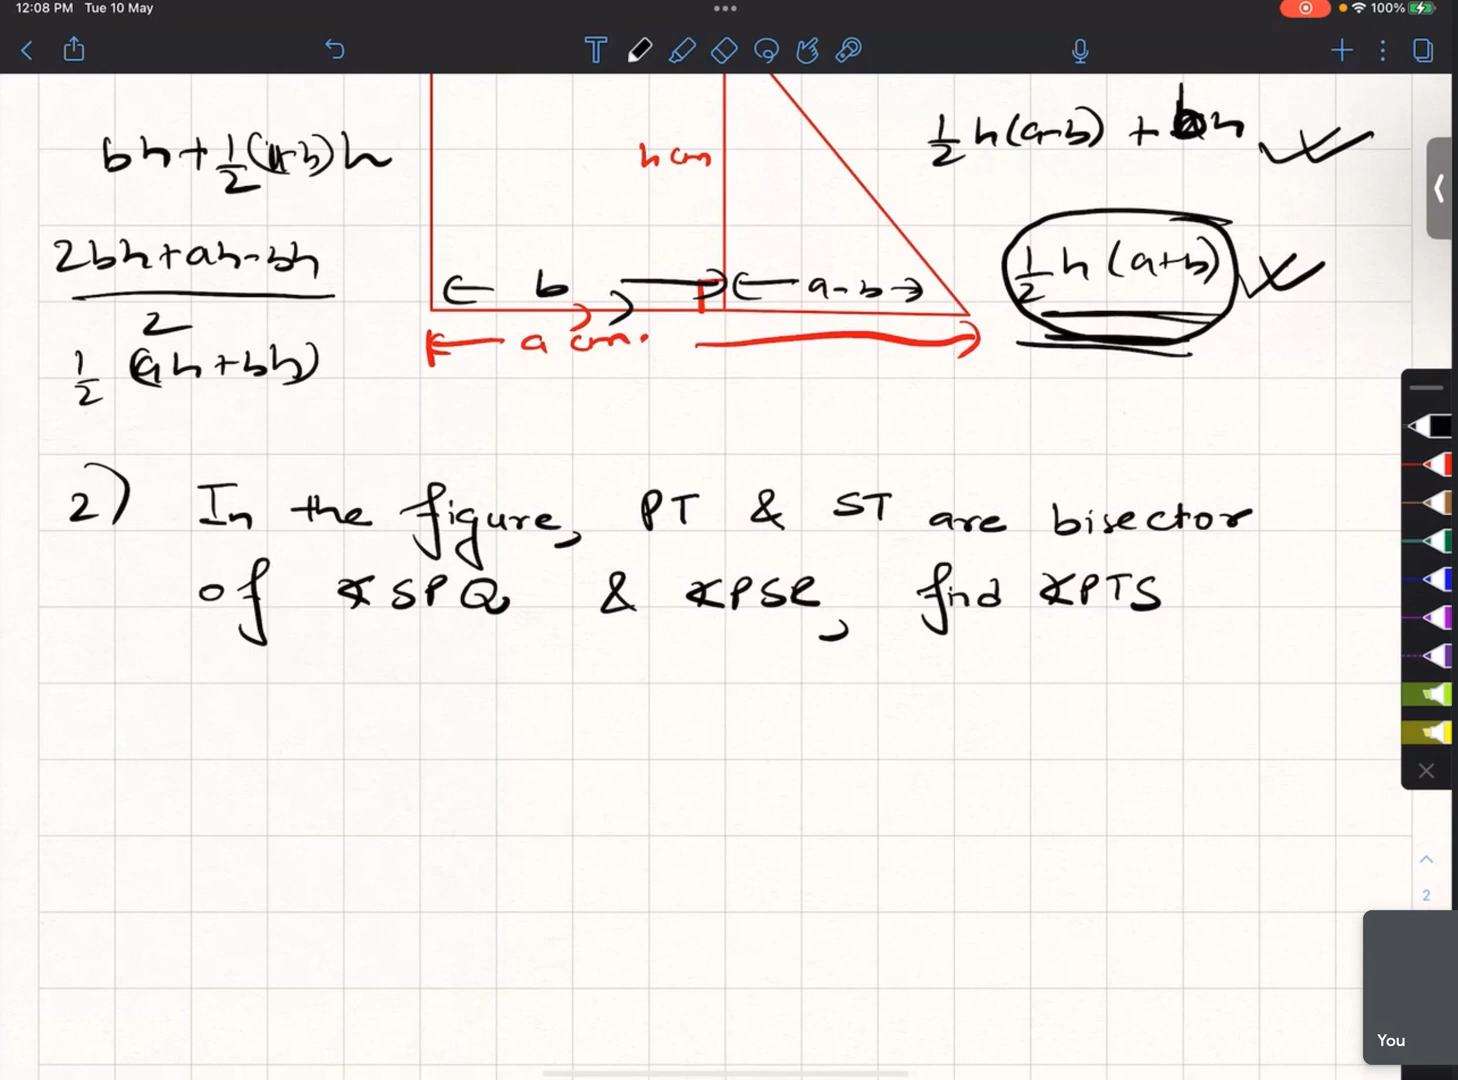 12:08 PM Tue 10 May
100%
bh + 1/2 (a-b) h
h cm
1/2 h(a-b) + bh
2bh+ah-bh
2
b
a-b
1/2 h (a+b)
a cm.
1/2 (ah+bh)
2) In the figure, PT & ST are bisector
of ∡SPQ & ∡PSR, find ∡PTS
2
You